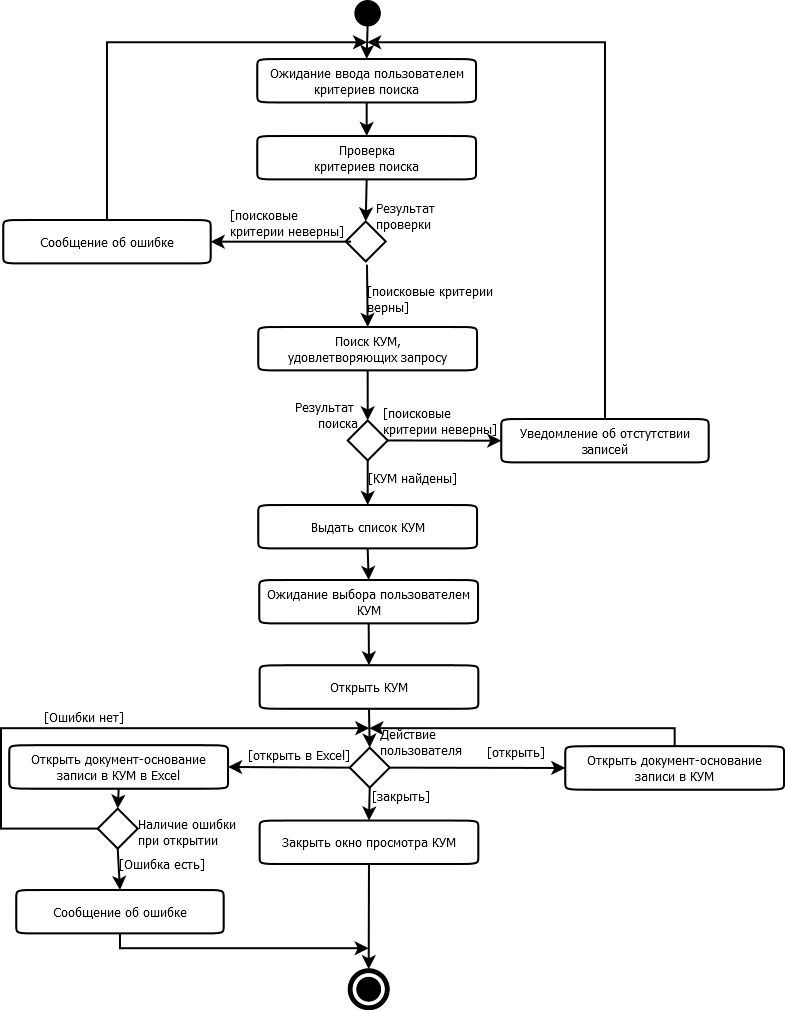 Ожидание ввода пользователем
критериев поиска
Проверка
критериев поиска
Результат
проверки
[поисковые
критерии неверны]
Сообщение об ошибке
[поисковые критерии
верны]
Поиск КУМ,
удовлетворяющих запросу
Результат
поиска
[поисковые
критерии неверны]
Уведомление об отстутствии
записей
[КУМ найдены]
Выдать список КУМ
Ожидание выбора пользователем
КУМ
Открыть КУМ
[Ошибки нет]
Действие
пользователя
[открыть в Excel]
[открыть]
Открыть документ-основание
записи в КУМ в Excel
Открыть документ-основание
записи в КУМ
[закрыть]
Наличие ошибки
при открытии
Закрыть окно просмотра КУМ
[Ошибка есть]
Сообщение об ошибке